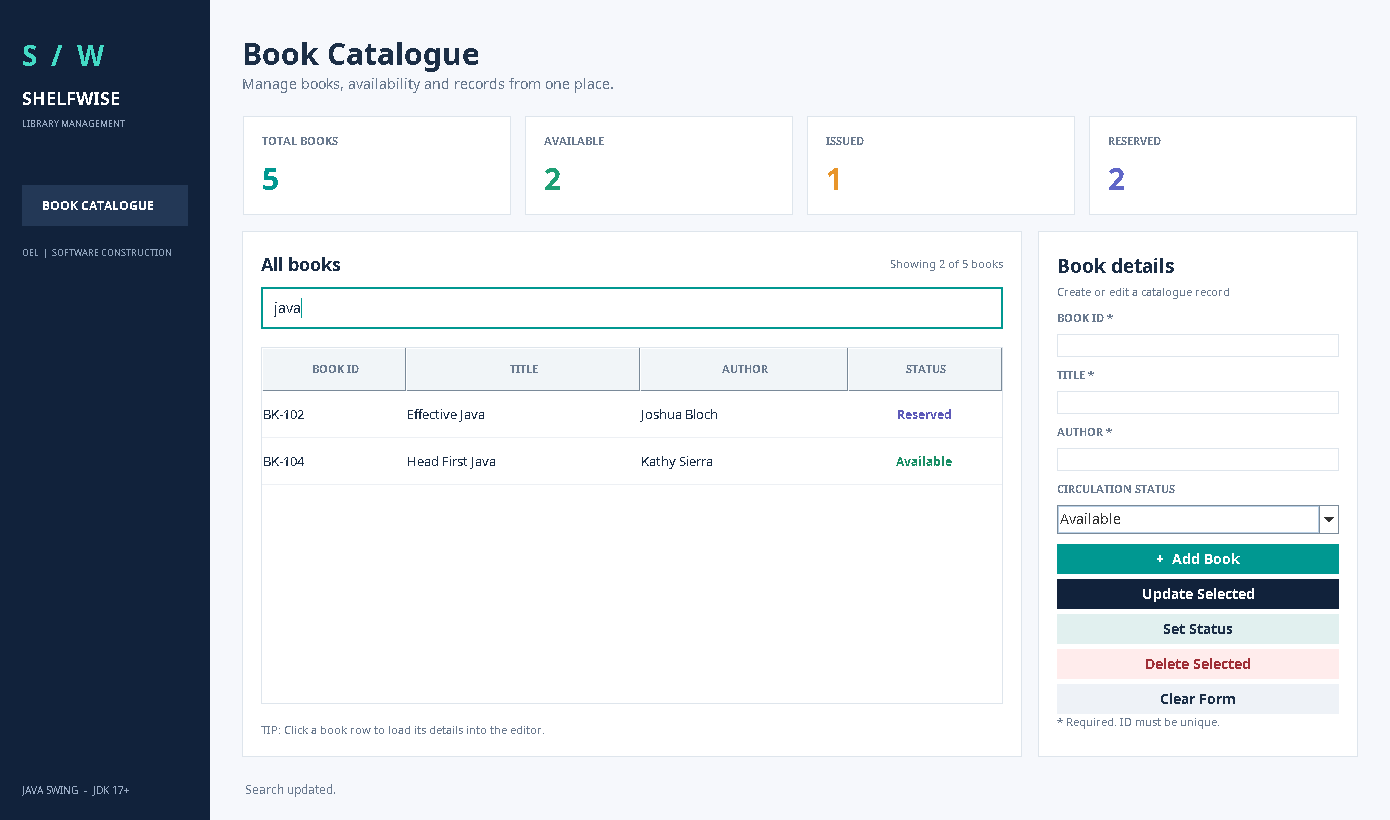 S / W
SHELFWISE
LIBRARY MANAGEMENT
BOOK CATALOGUE
OEL | SOFTWARE CONSTRUCTION
JAVA SWING - JDK 17+
Book Catalogue
Manage books, availability and records from one place.
TOTAL BOOKS
5
AVAILABLE
2
ISSUED
1
RESERVED
2
All books
Showing 2 of 5 books
java
BOOK ID TITLE AUTHOR STATUS
BK-102 Effective Java Joshua Bloch Reserved
BK-104 Head First Java Kathy Sierra Available
TIP: Click a book row to load its details into the editor.
Search updated.
Book details
Create or edit a catalogue record
BOOK ID *
TITLE *
AUTHOR *
CIRCULATION STATUS
Available
+ Add Book
Update Selected
Set Status
Delete Selected
Clear Form
* Required. ID must be unique.